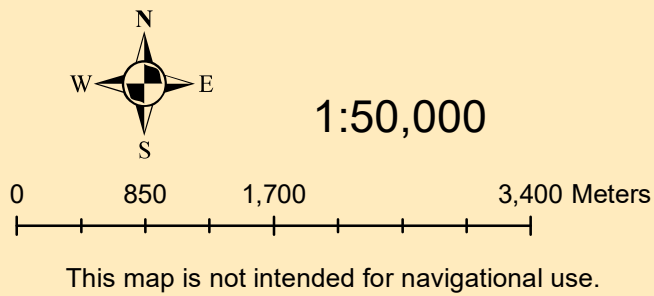 N
W E
S
1:50,000
0 850 1,700 3,400 Meters
This map is not intended for navigational use.